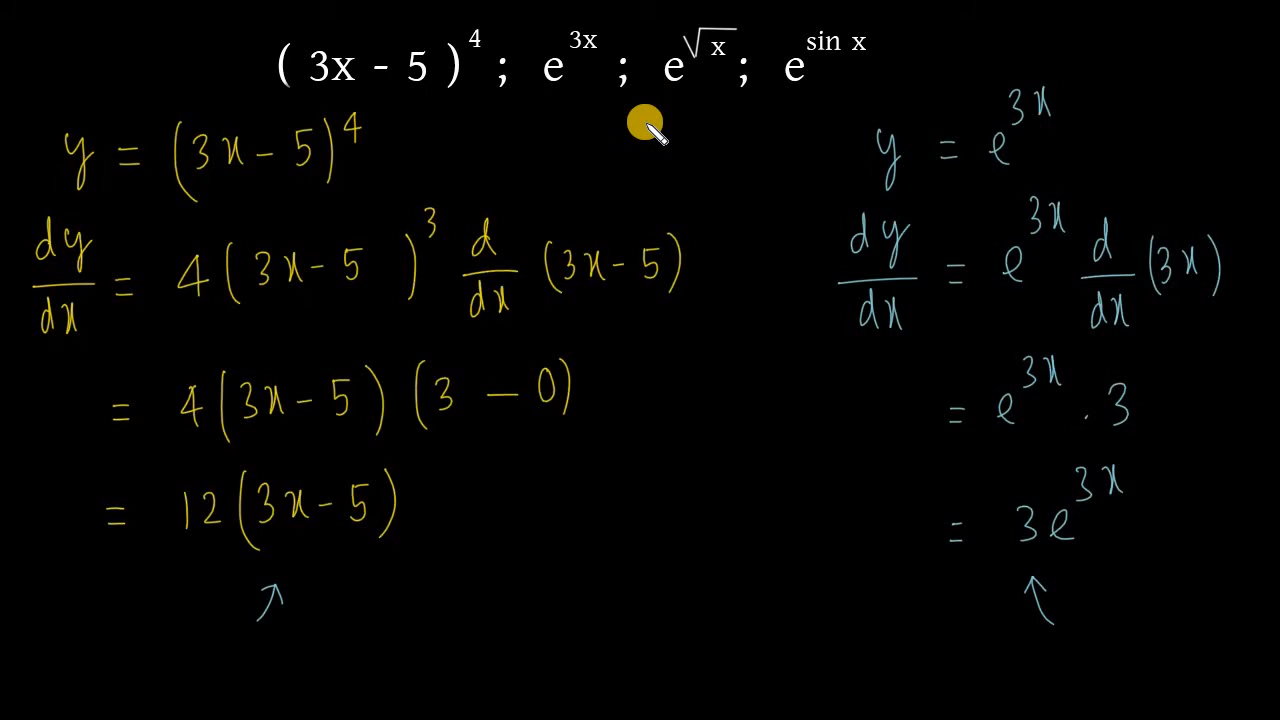 ( 3x - 5 )^4 ; e^3x ; e^√x ; e^sin x
y = (3x - 5)^4
dy/dx = 4(3x - 5)^3 d/dx (3x - 5)
= 4(3x - 5) (3 - 0)
= 12(3x - 5)
y = e^3x
dy/dx = e^3x d/dx (3x)
= e^3x . 3
= 3e^3x